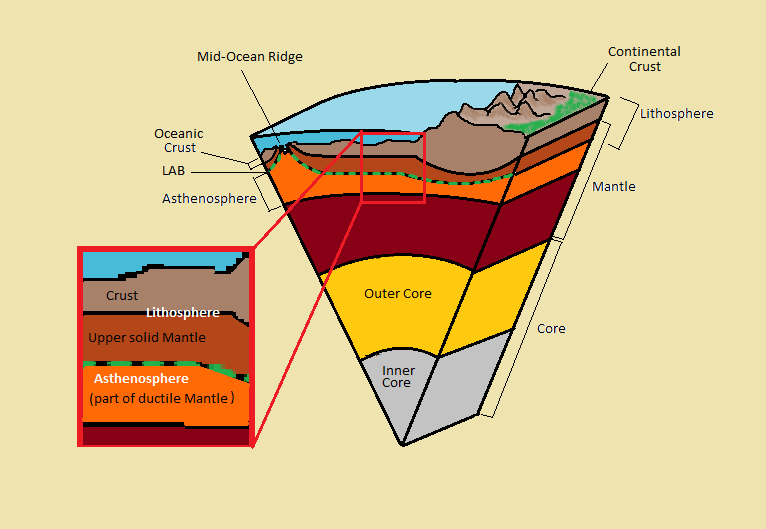 Mid-Ocean Ridge
Continental
Crust
Lithosphere
Oceanic
Crust
LAB
Asthenosphere
Mantle
Crust
Lithosphere
Upper solid Mantle
Asthenosphere
(part of ductile Mantle)
Outer Core
Core
Inner
Core